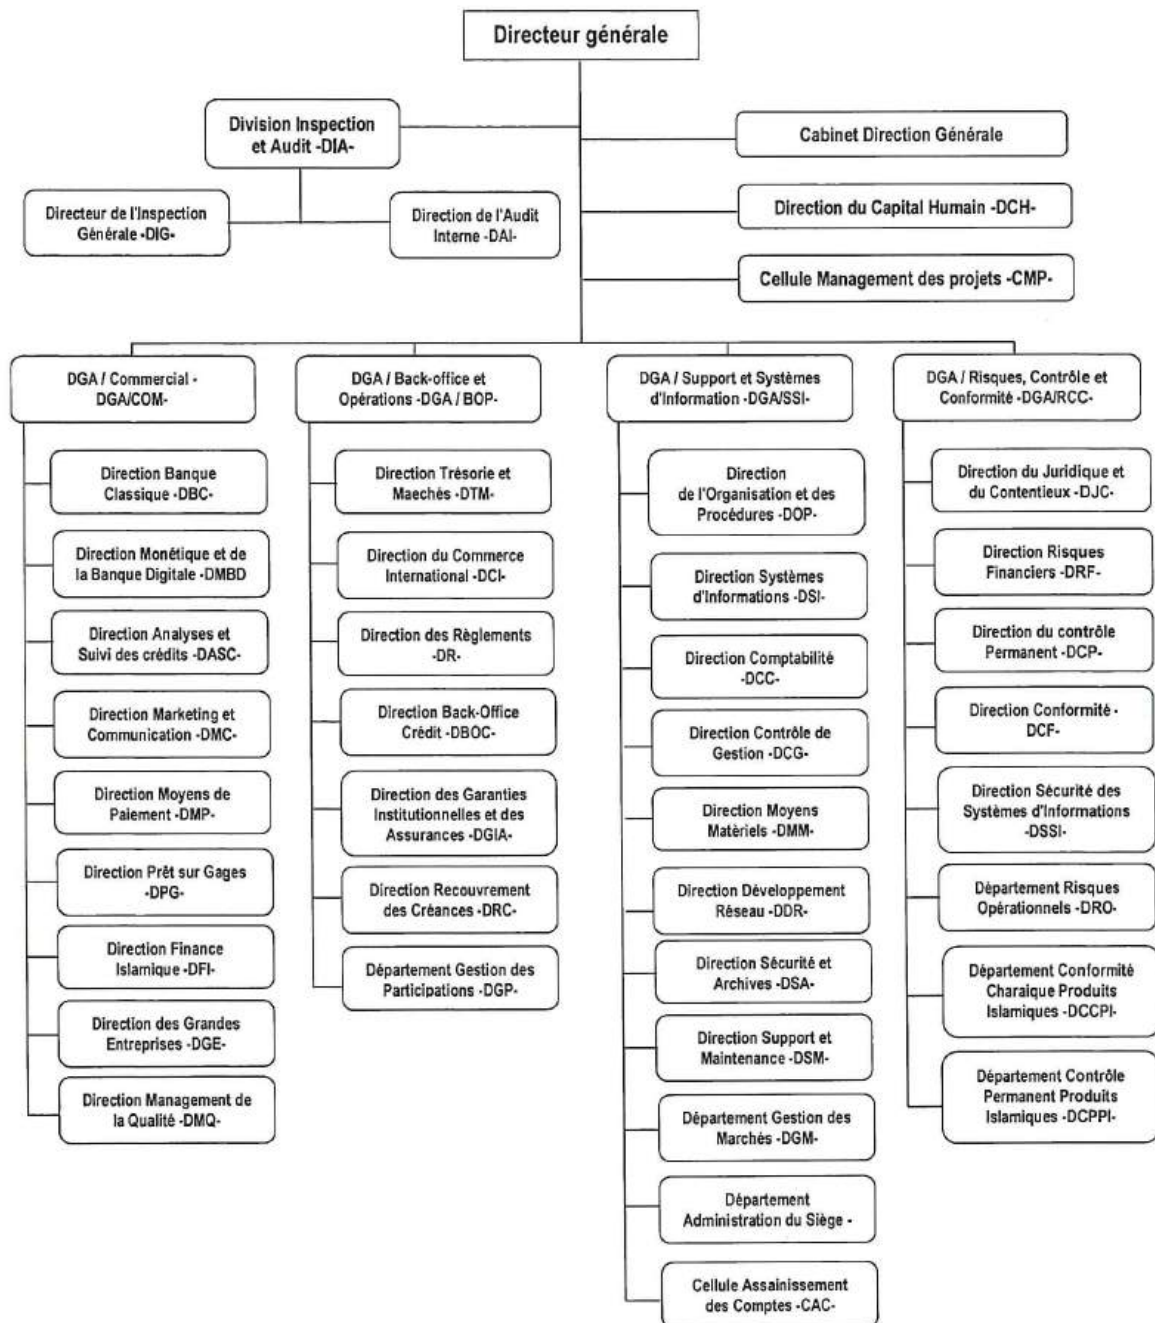 Directeur générale
Division Inspection
et Audit -DIA-
Cabinet Direction Générale
Directeur de l'Inspection
Générale -DIG-
Direction de l'Audit
Interne -DAI-
Direction du Capital Humain -DCH-
Cellule Management des projets -CMP-
DGA / Commercial -
DGA/COM-
Direction Banque
Classique -DBC-
Direction Monétique et de
la Banque Digitale -DMBD
Direction Analyses et
Suivi des crédits -DASC-
Direction Marketing et
Communication -DMC-
Direction Moyens de
Paiement -DMP-
Direction Prêt sur Gages
-DPG-
Direction Finance
Islamique -DFI-
Direction des Grandes
Entreprises -DGE-
Direction Management de
la Qualité -DMQ-
DGA / Back-office et
Opérations -DGA / BOP-
Direction Trésorie et
Maechés -DTM-
Direction du Commerce
International -DCI-
Direction des Règlements
-DR-
Direction Back-Office
Crédit -DBOC-
Direction des Garanties
Institutionnelles et des
Assurances -DGIA-
Direction Recouvrement
des Créances -DRC-
Département Gestion des
Participations -DGP-
DGA / Support et Systèmes
d'Information -DGA/SSI-
Direction
de l'Organisation et des
Procédures -DOP-
Direction Systèmes
d'Informations -DSI-
Direction Comptabilité
-DCC-
Direction Contrôle de
Gestion -DCG-
Direction Moyens
Matèriels -DMM-
Direction Développement
Réseau -DDR-
Direction Sécurité et
Archives -DSA-
Direction Support et
Maintenance -DSM-
Département Gestion des
Marchés -DGM-
Département
Administration du Siège -
Cellule Assainissement
des Comptes -CAC-
DGA / Risques, Contrôle et
Conformité -DGA/RCC-
Direction du Juridique et
du Contentieux -DJC-
Direction Risques
Financiers -DRF-
Direction du contrôle
Permanent -DCP-
Direction Conformité -
DCF-
Direction Sécurité des
Systèmes d'Informations
-DSSI-
Département Risques
Opérationnels -DRO-
Département Conformité
Charaique Produits
Islamiques -DCCPI-
Département Contrôle
Permanent Produits
Islamiques -DCPPI-